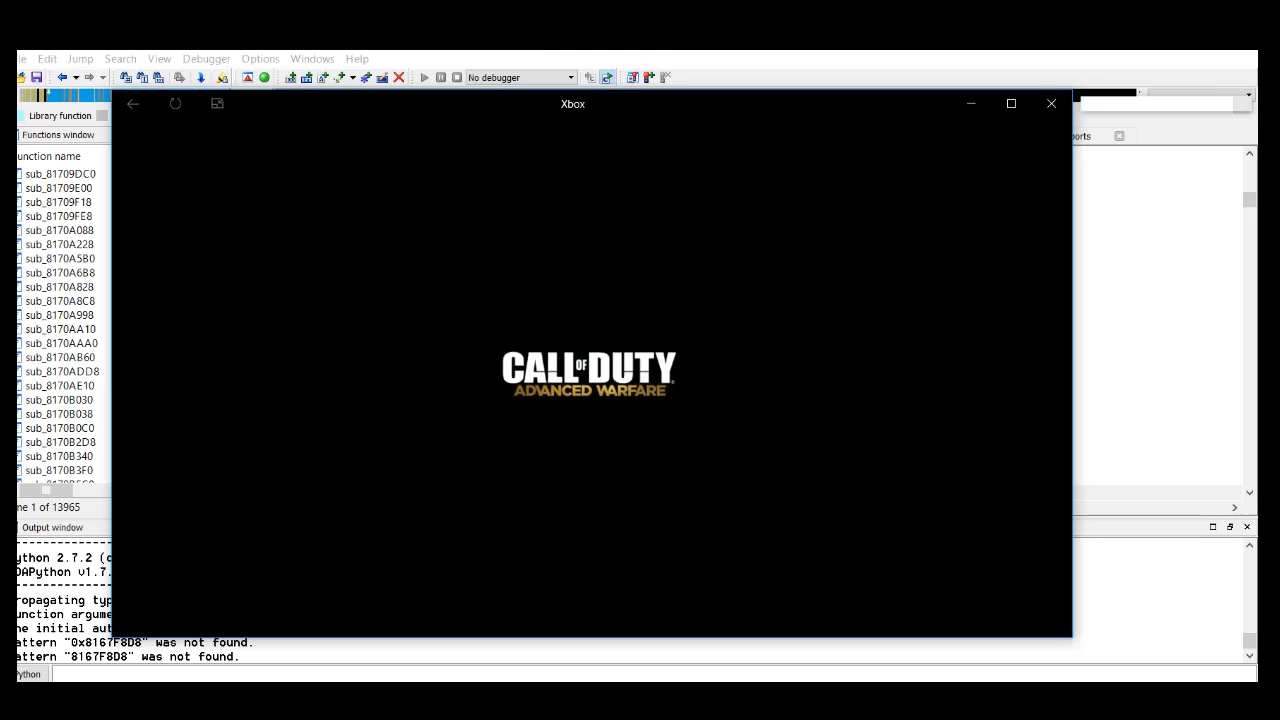 le Edit Jump Search View Debugger Options Windows Help
No debugger
Xbox
Library function
Functions window
orts
unction name
sub_81709DC0
sub_81709E00
sub_81709F18
sub_81709FE8
sub_8170A088
sub_8170A228
sub_8170A5B0
sub_8170A6B8
sub_8170A828
sub_8170A8C8
sub_8170A998
sub_8170AA10
sub_8170AAA0
sub_8170AB60
sub_8170ADD8
sub_8170AE10
sub_8170B030
sub_8170B038
sub_8170B0C0
sub_8170B2D8
sub_8170B340
sub_8170B3F0
CALL OF DUTY
ADVANCED WARFARE
ne 1 of 13965
Output window
ython 2.7.2 (
DAPython v1.7.
ropagating typ
unction argume
he initial aut
attern "0x8167F8D8" was not found.
attern "8167F8D8" was not found.
ython